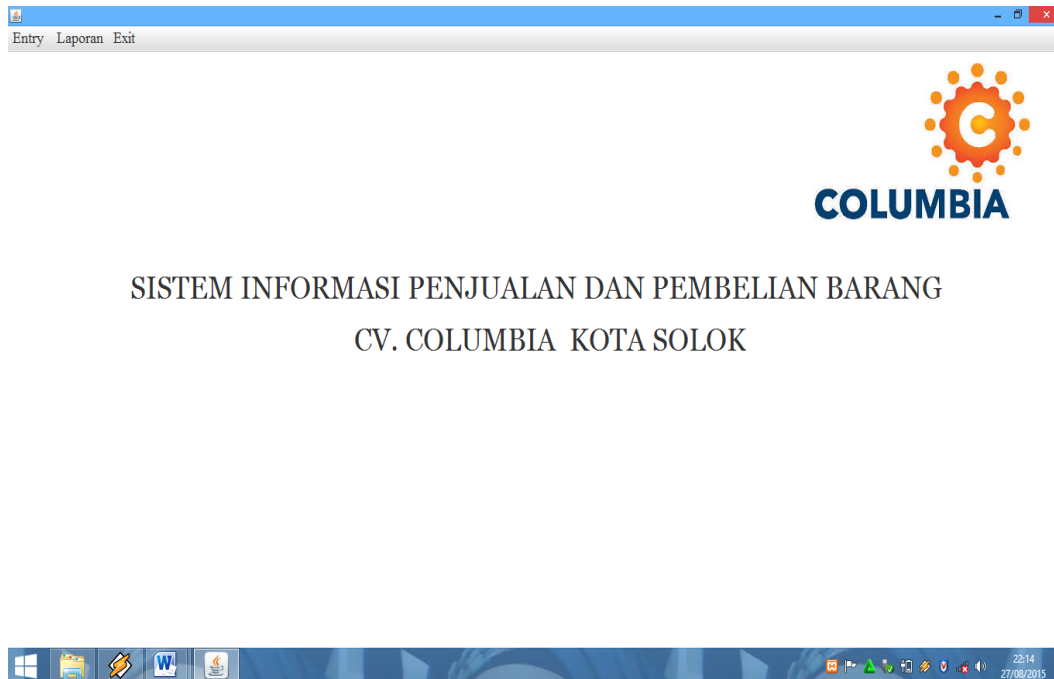 Entry Laporan Exit
COLUMBIA
SISTEM INFORMASI PENJUALAN DAN PEMBELIAN BARANG
CV. COLUMBIA KOTA SOLOK
22:14
27/08/2015